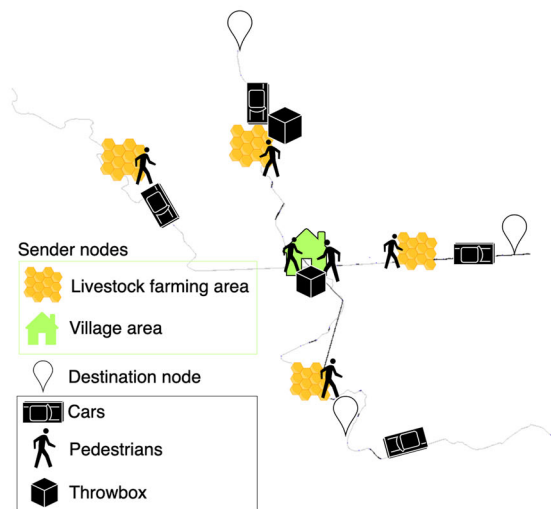 Sender nodes
Livestock farming area
Village area
Destination node
Cars
Pedestrians
Throwbox